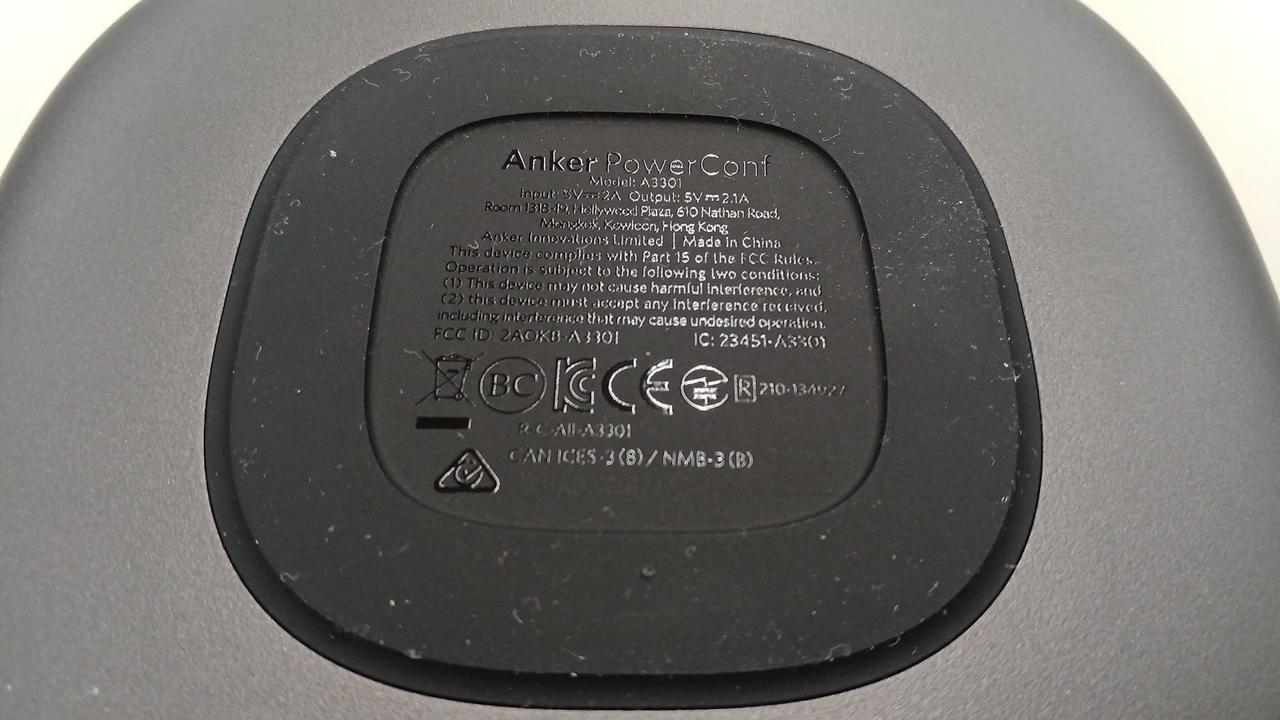 Anker PowerConf
Model: A3301
Input: 5V⎓2A Output: 5V⎓2.1A
Room 1318-19, Hollywood Plaza, 610 Nathan Road,
Mongkok, Kowloon, Hong Kong
Anker Innovations Limited | Made in China
This device complies with Part 15 of the FCC Rules.
Operation is subject to the following two conditions:
(1) This device may not cause harmful interference, and
(2) this device must accept any interference received,
including interference that may cause undesired operation.
FCC ID: 2AOKB-A3301 IC: 23451-A3301
BC KC CE R 210-134927
R-C-AII-A3301
CAN ICES-3(B) / NMB-3(B)